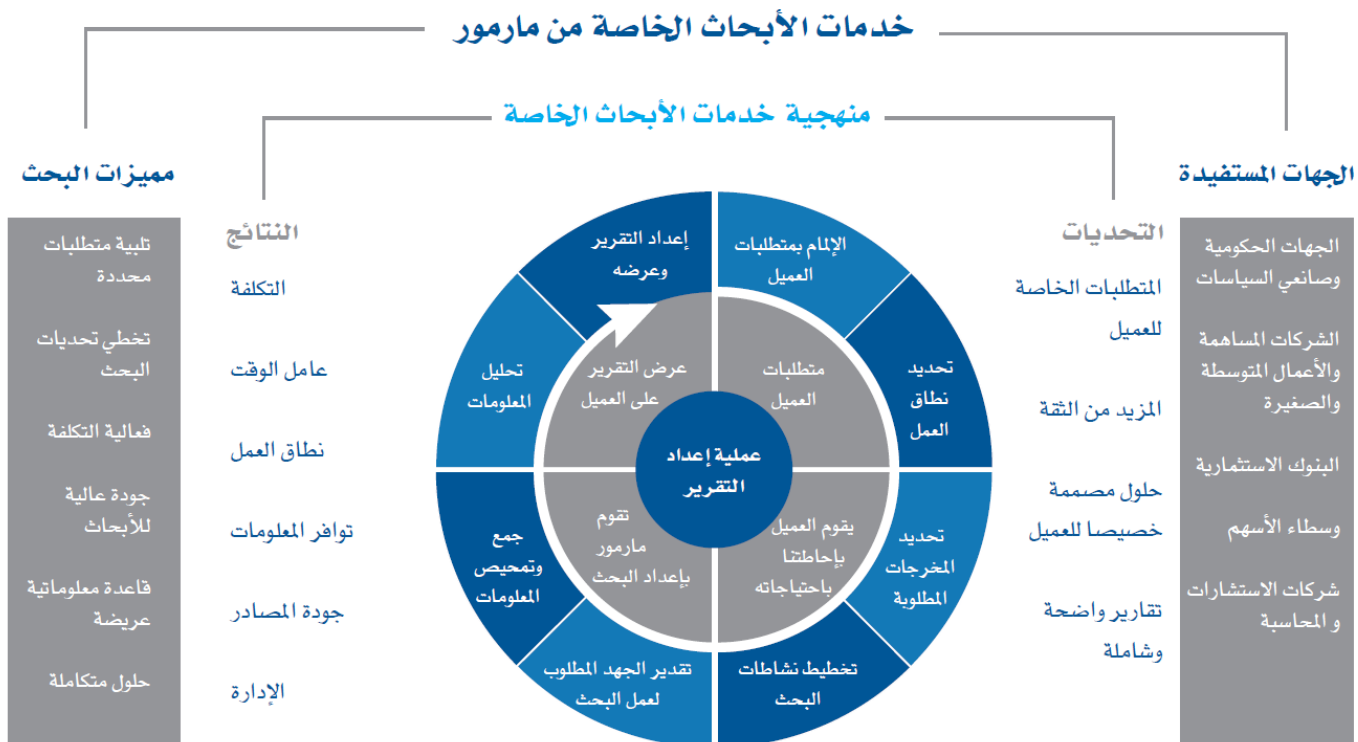 خدمات الأبحاث الخاصة من مارمور
منهجية خدمات الأبحاث الخاصة
الجهات المستفيدة
الجهات الحكومية
وصانعي السياسات
الشركات المساهمة
والأعمال المتوسطة
والصغيرة
البنوك الاستثمارية
وسطاء الأسهم
شركات الاستشارات
و المحاسبة
التحديات
المتطلبات الخاصة
للعميل
المزيد من الثقة
حلول مصممة
خصيصا للعميل
تقارير واضحة
وشاملة
الإلمام بمتطلبات
العميل
تحديد
نطاق
العمل
تحديد
المخرجات
المطلوبة
تخطيط نشاطات
البحث
تقدير الجهد المطلوب
لعمل البحث
جمع
وتمحيص
المعلومات
تحليل
المعلومات
إعداد التقرير
وعرضه
متطلبات
العميل
يقوم العميل
بإحاطتنا
باحتياجاته
تقوم
مارمور
بإعداد البحث
عرض التقرير
على العميل
عملية إعداد
التقرير
النتائج
التكلفة
عامل الوقت
نطاق العمل
توافر المعلومات
جودة المصادر
الإدارة
مميزات البحث
تلبية متطلبات
محددة
تخطي تحديات
البحث
فعالية التكلفة
جودة عالية
للأبحاث
قاعدة معلوماتية
عريضة
حلول متكاملة